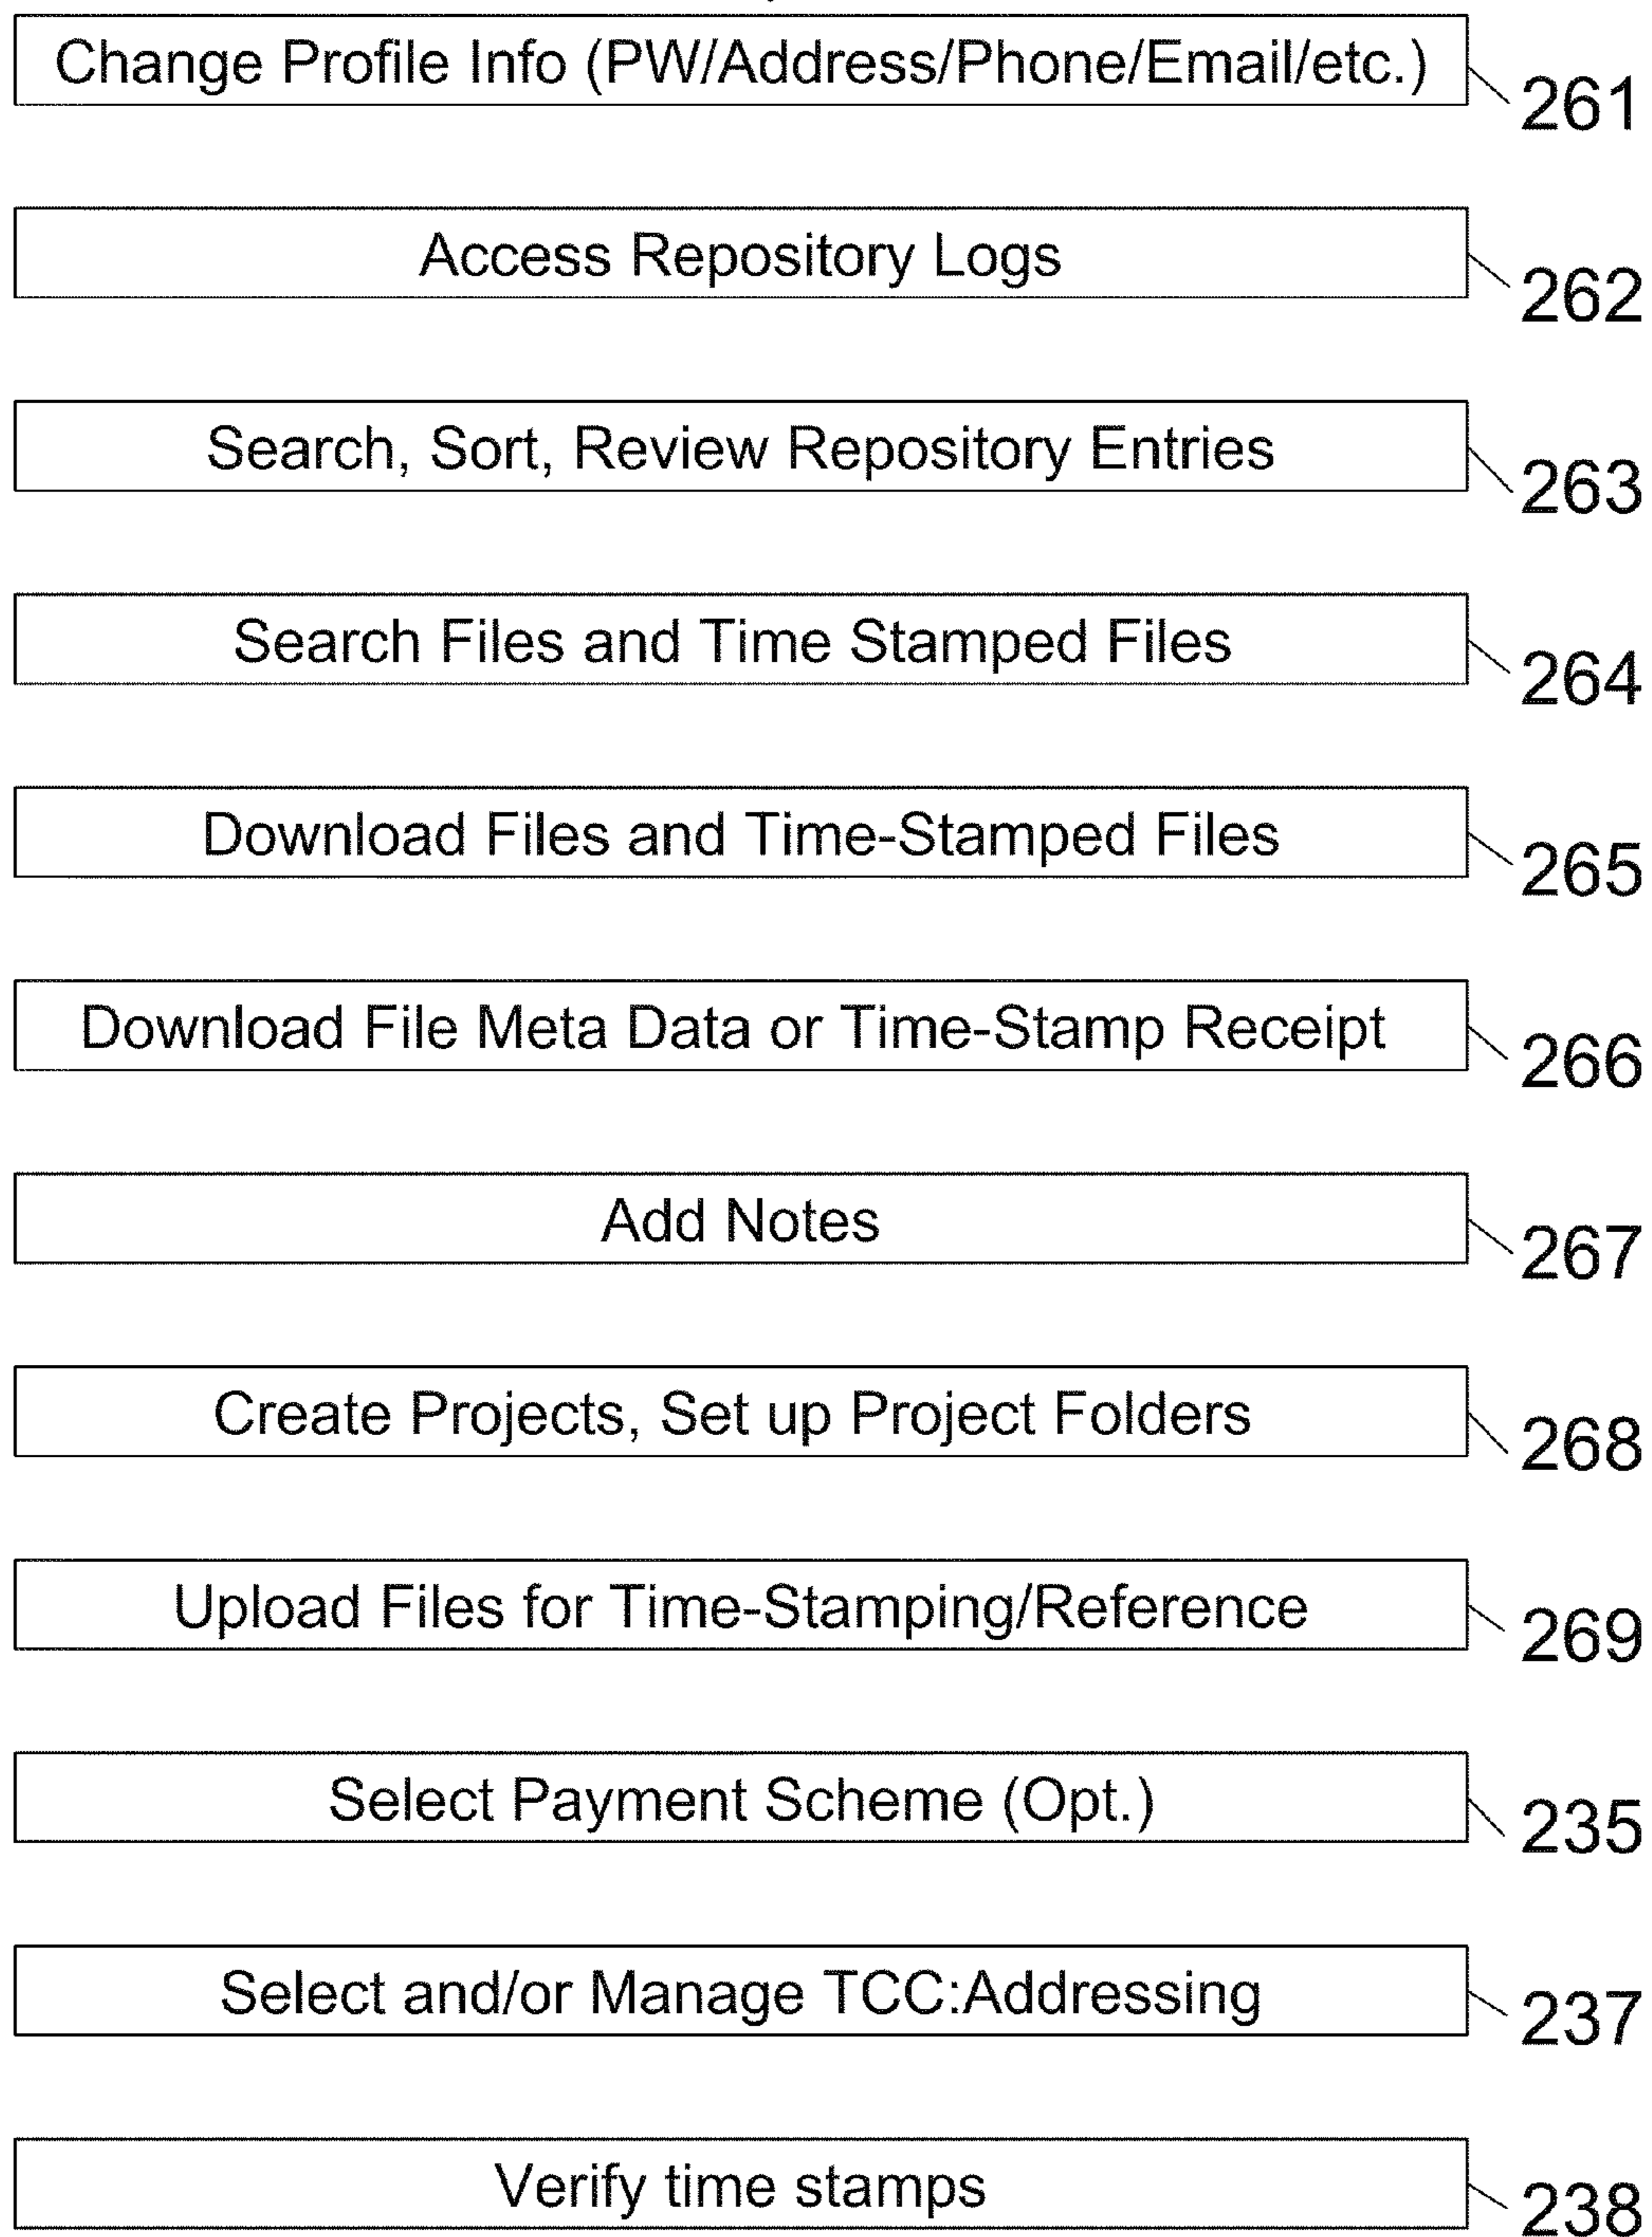 Change Profile Info (PW/Address/Phone/Email/etc.)
261
Access Repository Logs
262
Search, Sort, Review Repository Entries
263
Search Files and Time Stamped Files
264
Download Files and Time-Stamped Files
265
Download File Meta Data or Time-Stamp Receipt
266
Add Notes
267
Create Projects, Set up Project Folders
268
Upload Files for Time-Stamping/Reference
269
Select Payment Scheme (Opt.)
235
Select and/or Manage TCC:Addressing
237
Verify time stamps
238